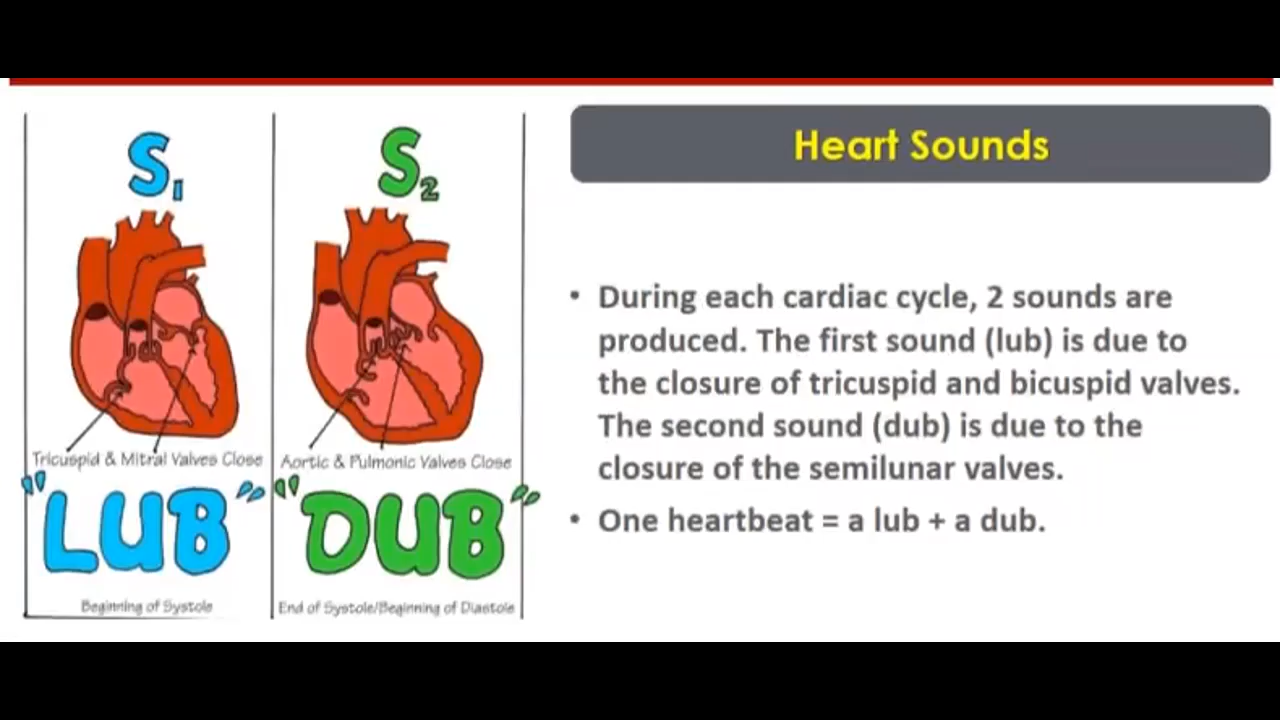 S1
S2
Tricuspid & Mitral Valves Close
Aortic & Pulmonic Valves Close
"LUB"
"DUB"
Beginning of Systole
End of Systole/Beginning of Diastole
Heart Sounds
• During each cardiac cycle, 2 sounds are
produced. The first sound (lub) is due to
the closure of tricuspid and bicuspid valves.
The second sound (dub) is due to the
closure of the semilunar valves.
• One heartbeat = a lub + a dub.